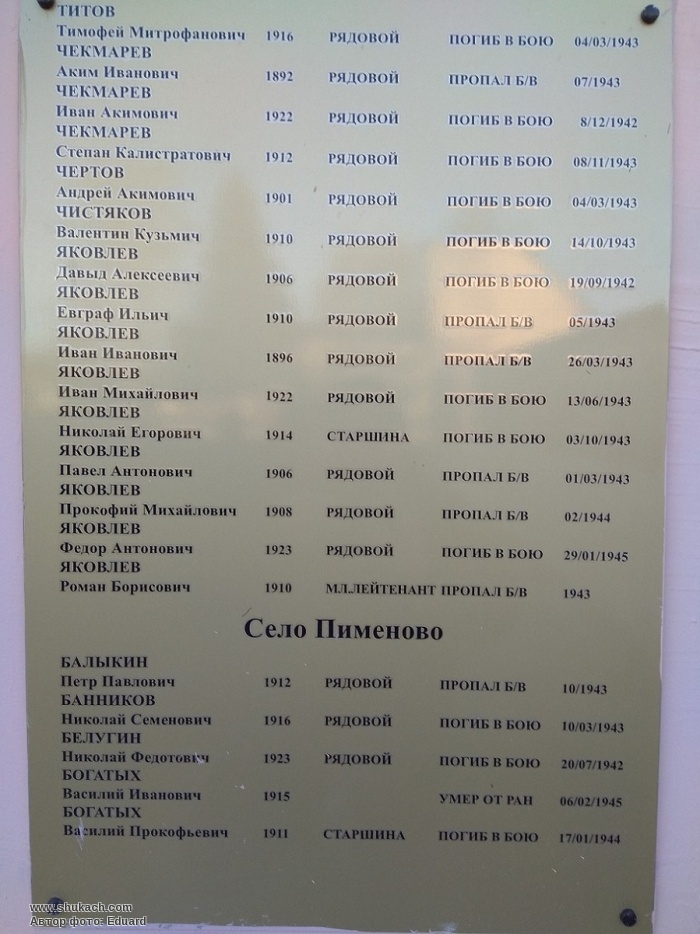 ТИТОВ
Тимофей Митрофанович 1916 РЯДОВОЙ ПОГИБ В БОЮ 04/03/1943
ЧЕКМАРЕВ
Аким Иванович 1892 РЯДОВОЙ ПРОПАЛ Б/В 07/1943
ЧЕКМАРЕВ
Иван Акимович 1922 РЯДОВОЙ ПОГИБ В БОЮ 8/12/1942
ЧЕКМАРЕВ
Степан Калистратович 1912 РЯДОВОЙ ПОГИБ В БОЮ 08/11/1943
ЧЕРТОВ
Андрей Акимович 1901 РЯДОВОЙ ПОГИБ В БОЮ 04/03/1943
ЧИСТЯКОВ
Валентин Кузьмич 1910 РЯДОВОЙ ПОГИБ В БОЮ 14/10/1943
ЯКОВЛЕВ
Давыд Алексеевич 1906 РЯДОВОЙ ПОГИБ В БОЮ 19/09/1942
ЯКОВЛЕВ
Евграф Ильич 1910 РЯДОВОЙ ПРОПАЛ Б/В 05/1943
ЯКОВЛЕВ
Иван Иванович 1896 РЯДОВОЙ ПРОПАЛ Б/В 26/03/1943
ЯКОВЛЕВ
Иван Михайлович 1922 РЯДОВОЙ ПОГИБ В БОЮ 13/06/1943
ЯКОВЛЕВ
Николай Егорович 1914 СТАРШИНА ПОГИБ В БОЮ 03/10/1943
ЯКОВЛЕВ
Павел Антонович 1906 РЯДОВОЙ ПРОПАЛ Б/В 01/03/1943
ЯКОВЛЕВ
Прокофий Михайлович 1908 РЯДОВОЙ ПРОПАЛ Б/В 02/1944
ЯКОВЛЕВ
Федор Антонович 1923 РЯДОВОЙ ПОГИБ В БОЮ 29/01/1945
ЯКОВЛЕВ
Роман Борисович 1910 МЛ.ЛЕЙТЕНАНТ ПРОПАЛ Б/В 1943
Село Пименово
БАЛЫКИН
Петр Павлович 1912 РЯДОВОЙ ПРОПАЛ Б/В 10/1943
БАННИКОВ
Николай Семенович 1916 РЯДОВОЙ ПОГИБ В БОЮ 10/03/1943
БЕЛУГИН
Николай Федотович 1923 РЯДОВОЙ ПОГИБ В БОЮ 20/07/1942
БОГАТЫХ
Василий Иванович 1915 УМЕР ОТ РАН 06/02/1945
БОГАТЫХ
Василий Прокофьевич 1911 СТАРШИНА ПОГИБ В БОЮ 17/01/1944
www.shukach.com
Автор фото: Eduard